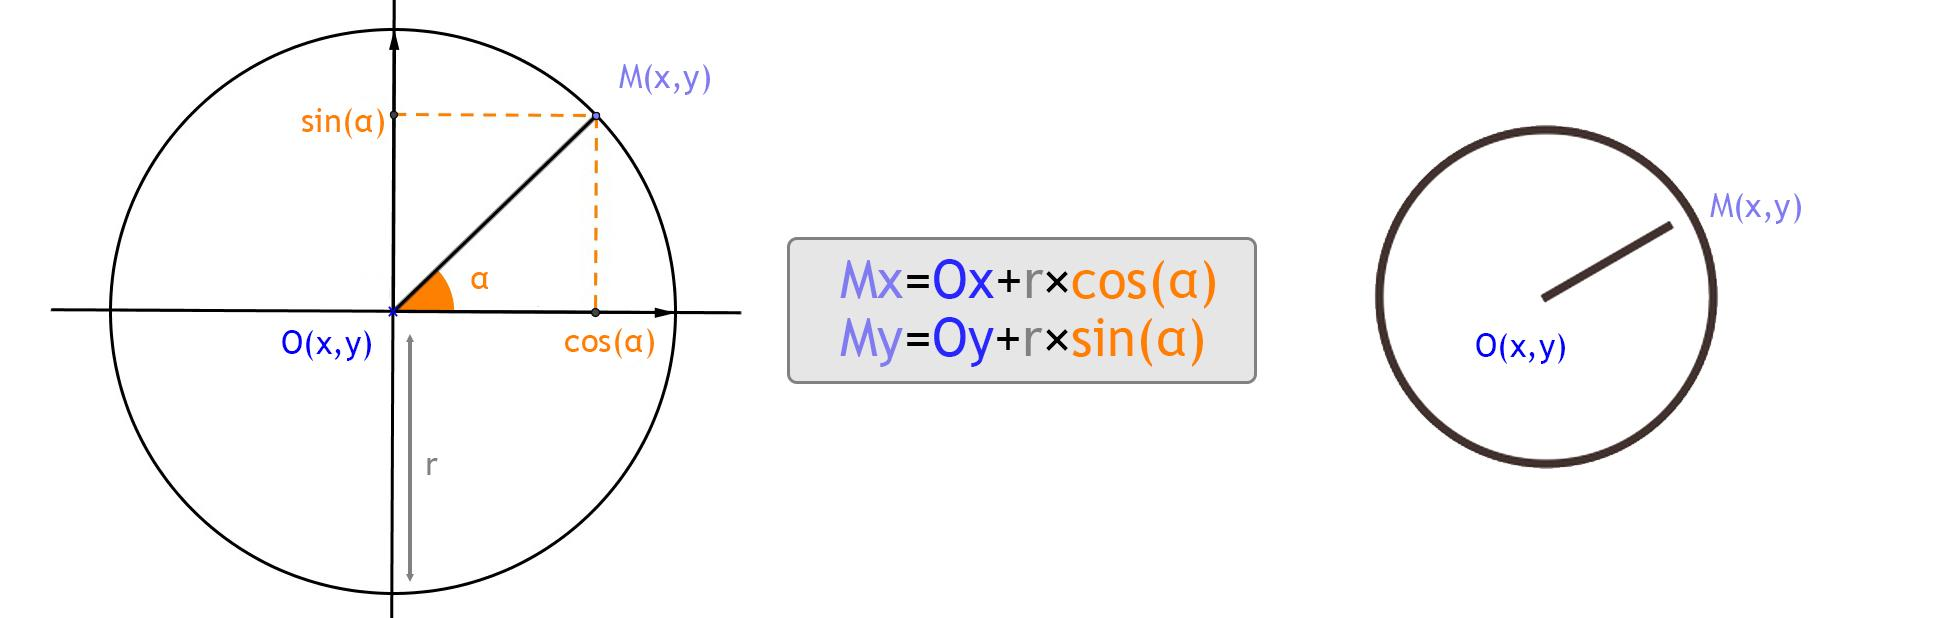 M(x,y)
sin(α)
α
O(x,y)
cos(α)
r
Mx=Ox+r×cos(α)
My=Oy+r×sin(α)
M(x,y)
O(x,y)